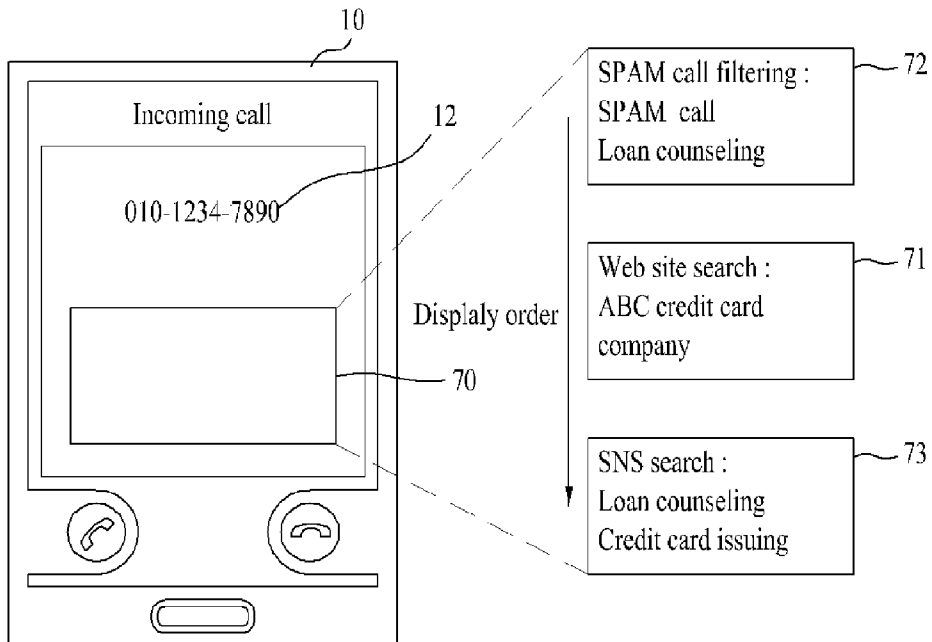 10
Incoming call
12
010-1234-7890
70
Displaly order
SPAM call filtering :
SPAM call
Loan counseling
72
Web site search :
ABC credit card
company
71
SNS search :
Loan counseling
Credit card issuing
73